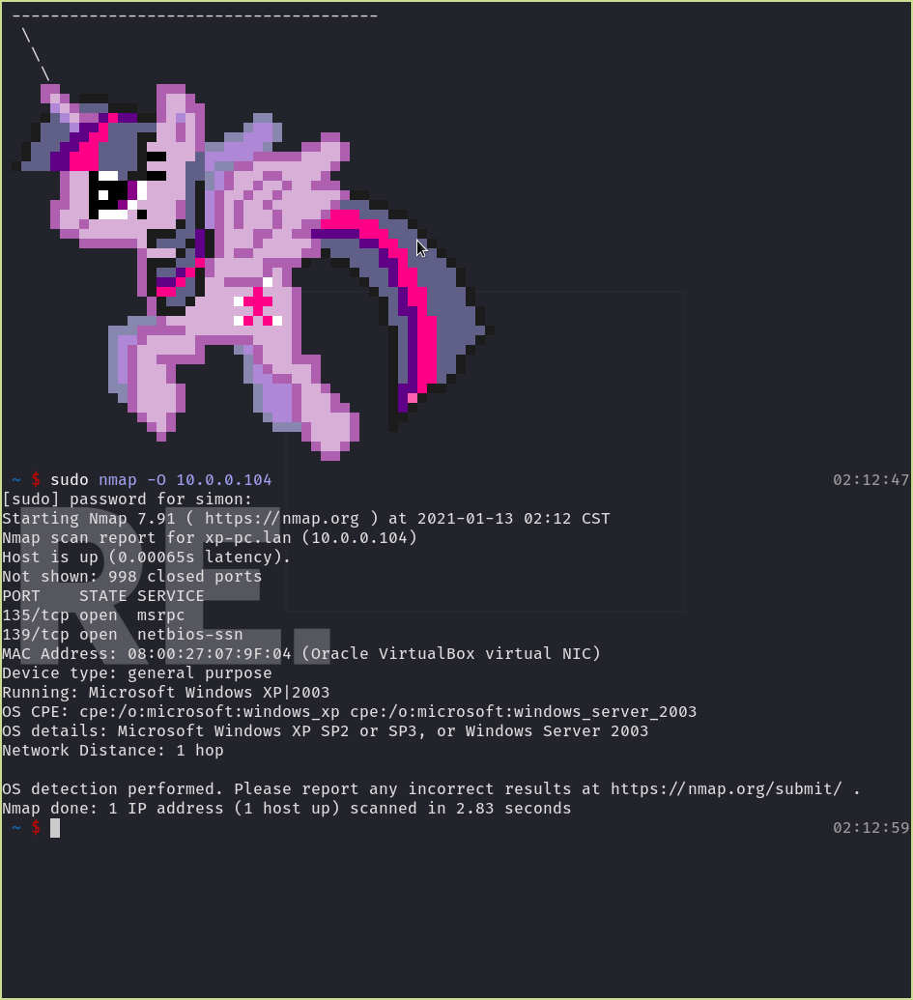 --------------------------------------
\
\
\
~ $ sudo nmap -O 10.0.0.104 02:12:47
[sudo] password for simon:
Starting Nmap 7.91 ( https://nmap.org ) at 2021-01-13 02:12 CST
Nmap scan report for xp-pc.lan (10.0.0.104)
Host is up (0.00065s latency).
Not shown: 998 closed ports
PORT    STATE SERVICE
135/tcp open  msrpc
139/tcp open  netbios-ssn
MAC Address: 08:00:27:07:9F:04 (Oracle VirtualBox virtual NIC)
Device type: general purpose
Running: Microsoft Windows XP|2003
OS CPE: cpe:/o:microsoft:windows_xp cpe:/o:microsoft:windows_server_2003
OS details: Microsoft Windows XP SP2 or SP3, or Windows Server 2003
Network Distance: 1 hop
OS detection performed. Please report any incorrect results at https://nmap.org/submit/ .
Nmap done: 1 IP address (1 host up) scanned in 2.83 seconds
~ $ 02:12:59
RE.